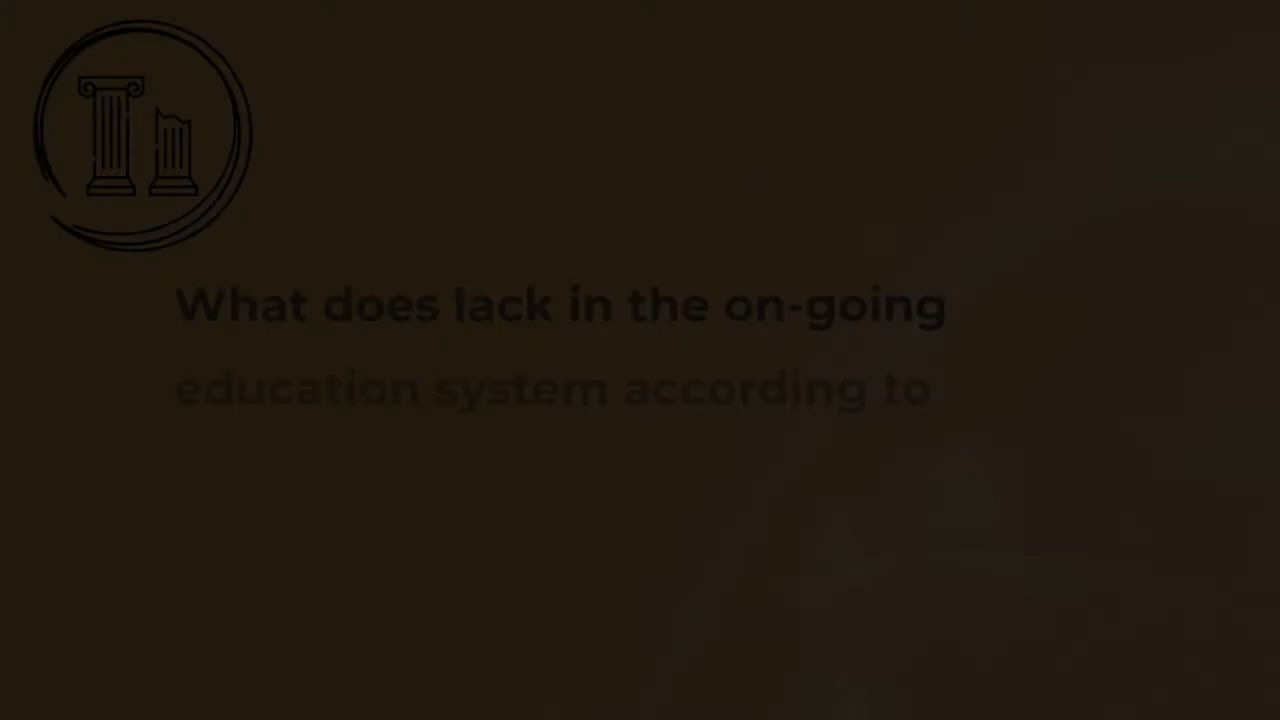 What does lack in the on-going
education system according to